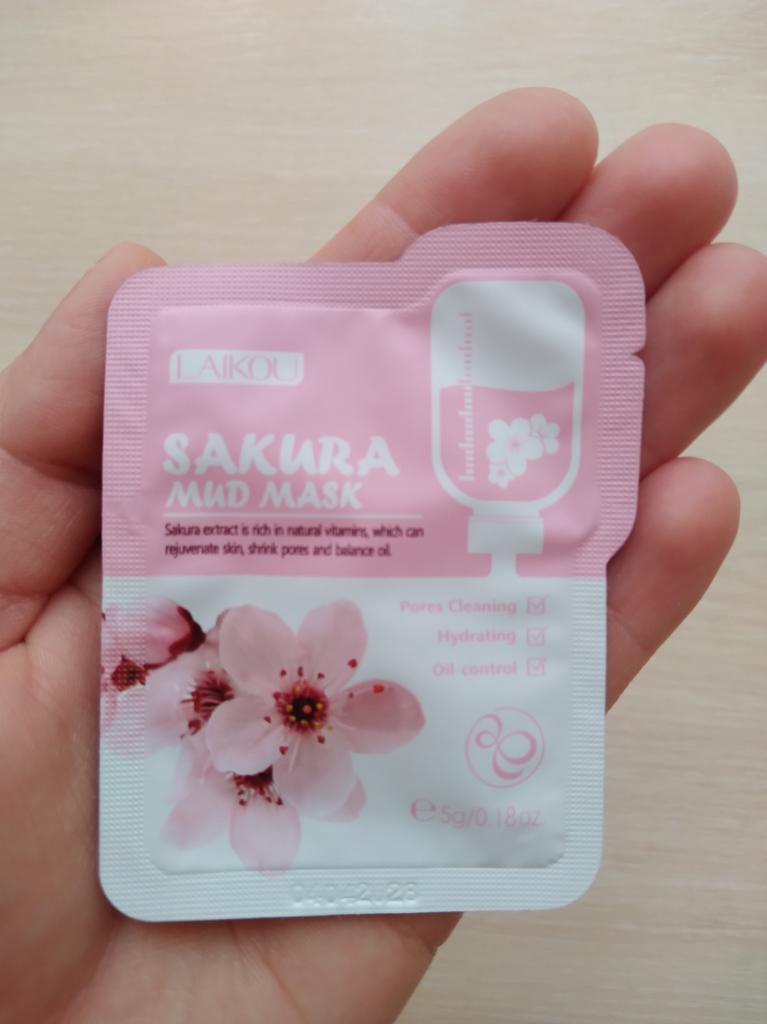 LAIKOU
SAKURA
MUD MASK
Sakura extract is rich in natural vitamins, which can
rejuvenate skin, shrink pores and balance oil.
Pores Cleaning
Hydrating
Oil-control
℮ 5g/0.18oz